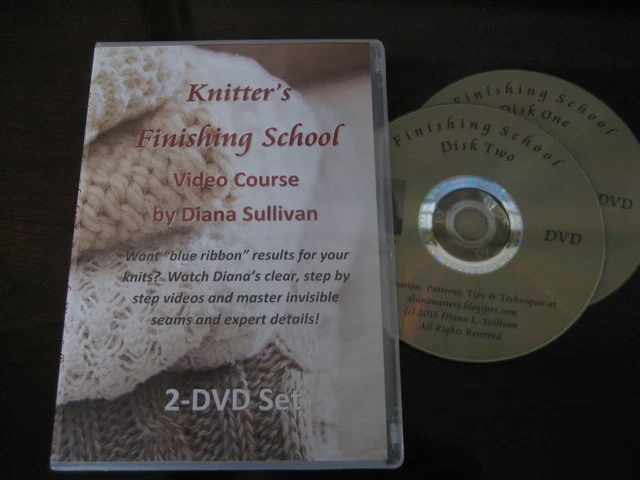 Knitter's
Finishing School
Video Course
by Diana Sullivan
Want "blue ribbon" results for your
knits? Watch Diana's clear, step by
step videos and master invisible
seams and expert details!
2-DVD Set
Finishing School
Disk One
DVD
Finishing School
Disk Two
DVD
Patterns, Tips & Techniques at
diananatters.blogspot.com
(c) 2015 Diana L. Sullivan
All Rights Reserved